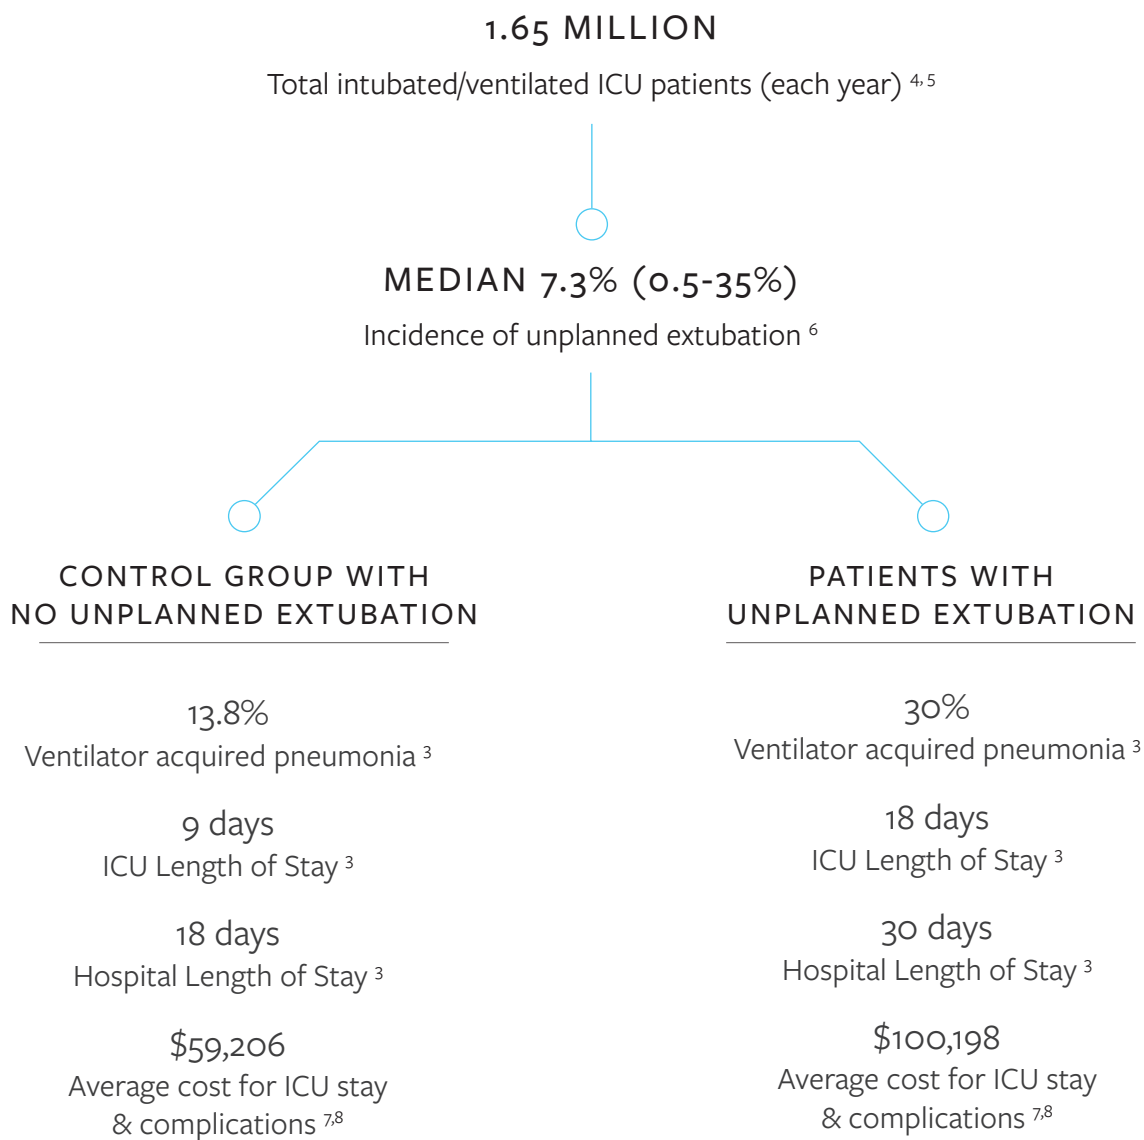 1.65 MILLION
Total intubated/ventilated ICU patients (each year) 4, 5
MEDIAN 7.3% (0.5-35%)
Incidence of unplanned extubation 6
CONTROL GROUP WITH
NO UNPLANNED EXTUBATION
13.8%
Ventilator acquired pneumonia 3
9 days
ICU Length of Stay 3
18 days
Hospital Length of Stay 3
$59,206
Average cost for ICU stay
& complications 7,8
PATIENTS WITH
UNPLANNED EXTUBATION
30%
Ventilator acquired pneumonia 3
18 days
ICU Length of Stay 3
30 days
Hospital Length of Stay 3
$100,198
Average cost for ICU stay
& complications 7,8